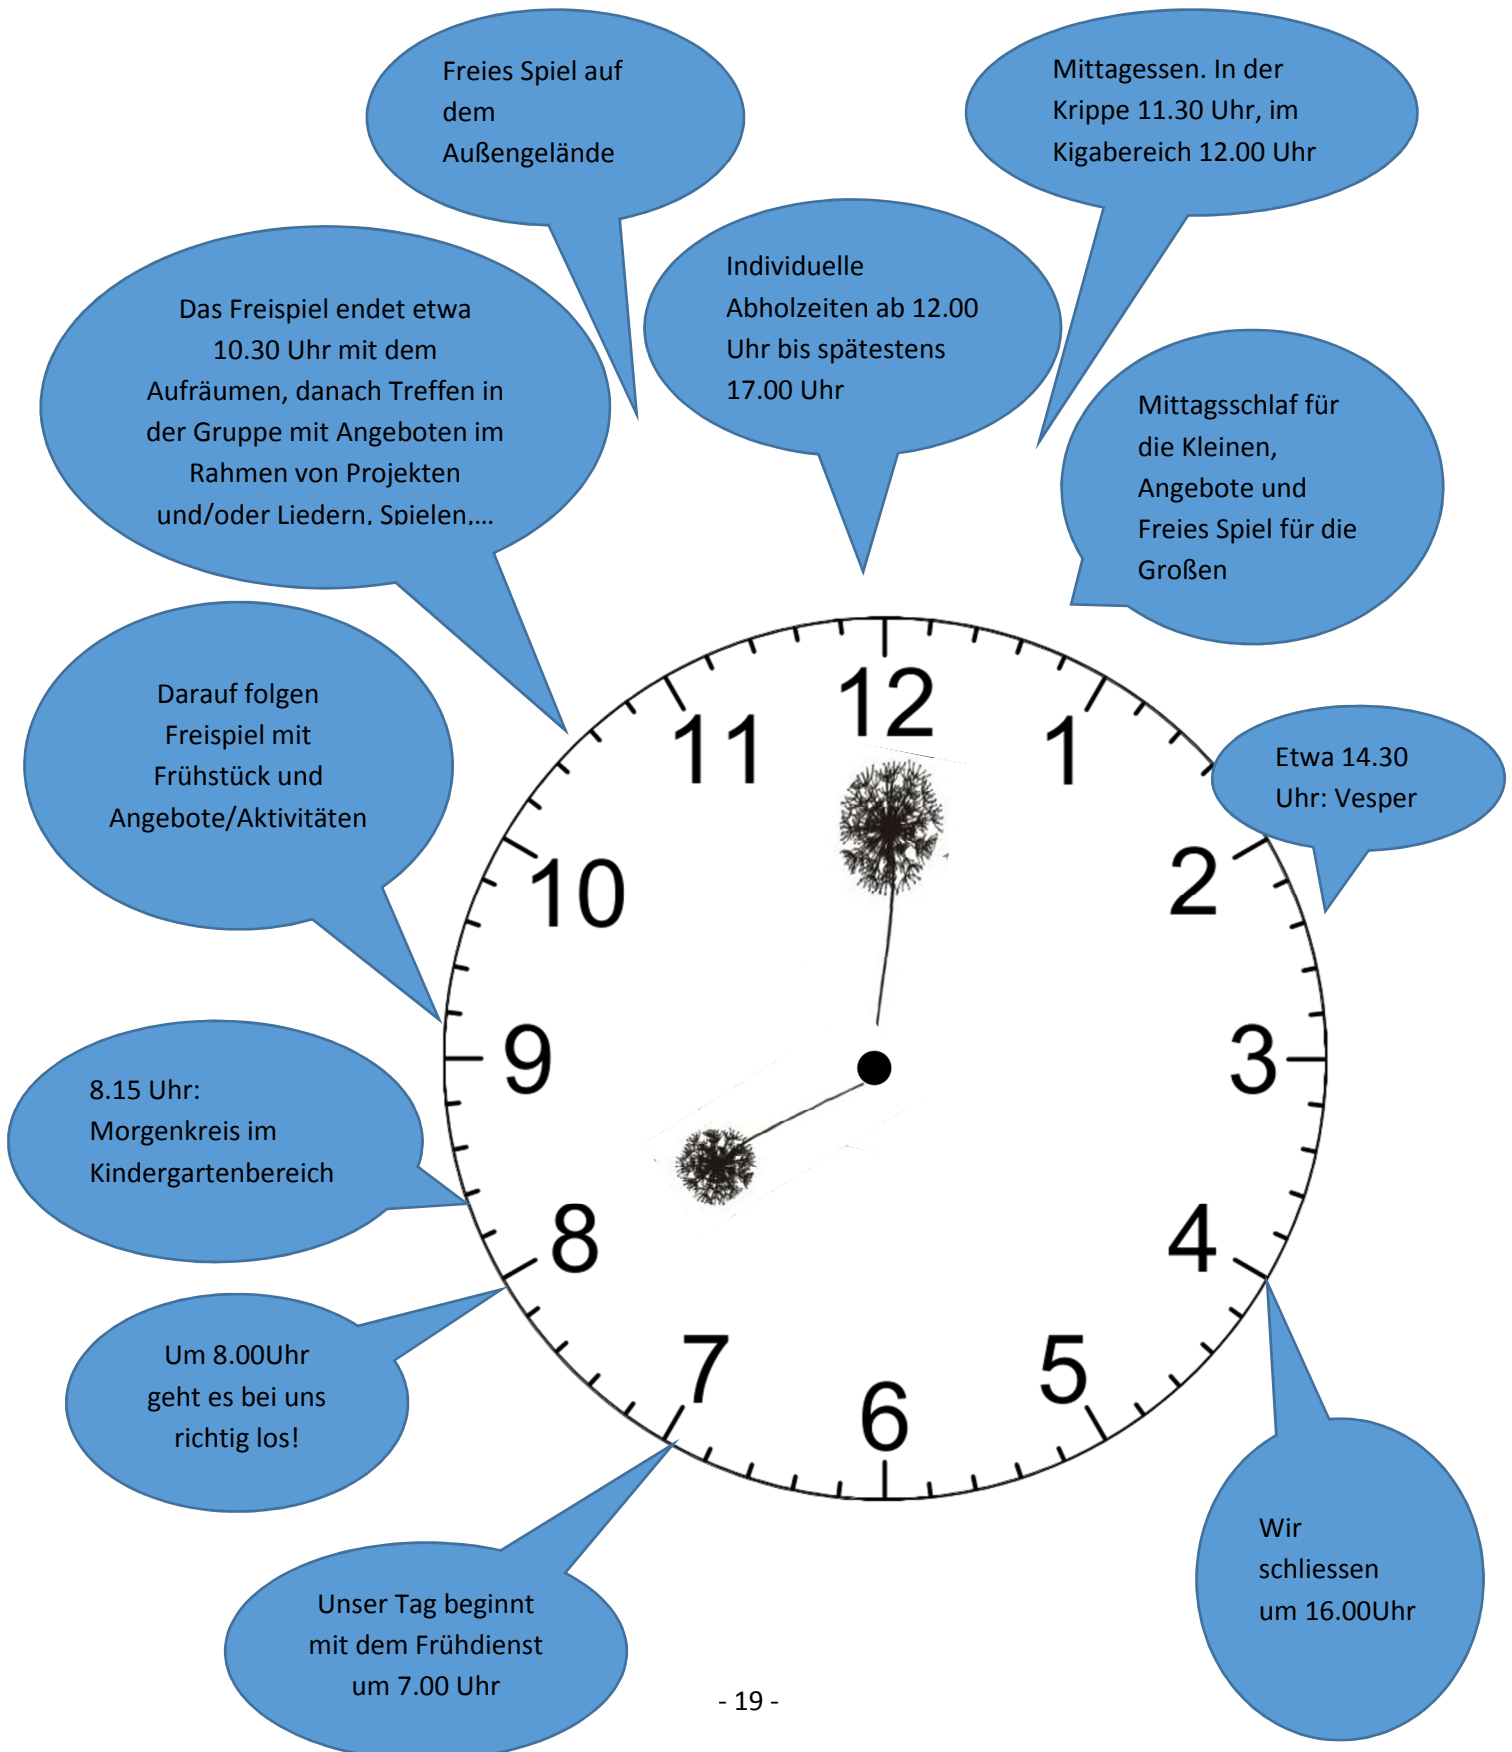 Freies Spiel auf
dem
Außengelände
Mittagessen. In der
Krippe 11.30 Uhr, im
Kigabereich 12.00 Uhr
Individuelle
Abholzeiten ab 12.00
Uhr bis spätestens
17.00 Uhr
Das Freispiel endet etwa
10.30 Uhr mit dem
Aufräumen, danach Treffen in
der Gruppe mit Angeboten im
Rahmen von Projekten
und/oder Liedern, Spielen,...
Mittagsschlaf für
die Kleinen,
Angebote und
Freies Spiel für die
Großen
Darauf folgen
Freispiel mit
Frühstück und
Angebote/Aktivitäten
Etwa 14.30
Uhr: Vesper
12
1
2
3
4
5
6
7
8
9
10
11
8.15 Uhr:
Morgenkreis im
Kindergartenbereich
Um 8.00Uhr
geht es bei uns
richtig los!
Wir
schliessen
um 16.00Uhr
Unser Tag beginnt
mit dem Frühdienst
um 7.00 Uhr
- 19 -